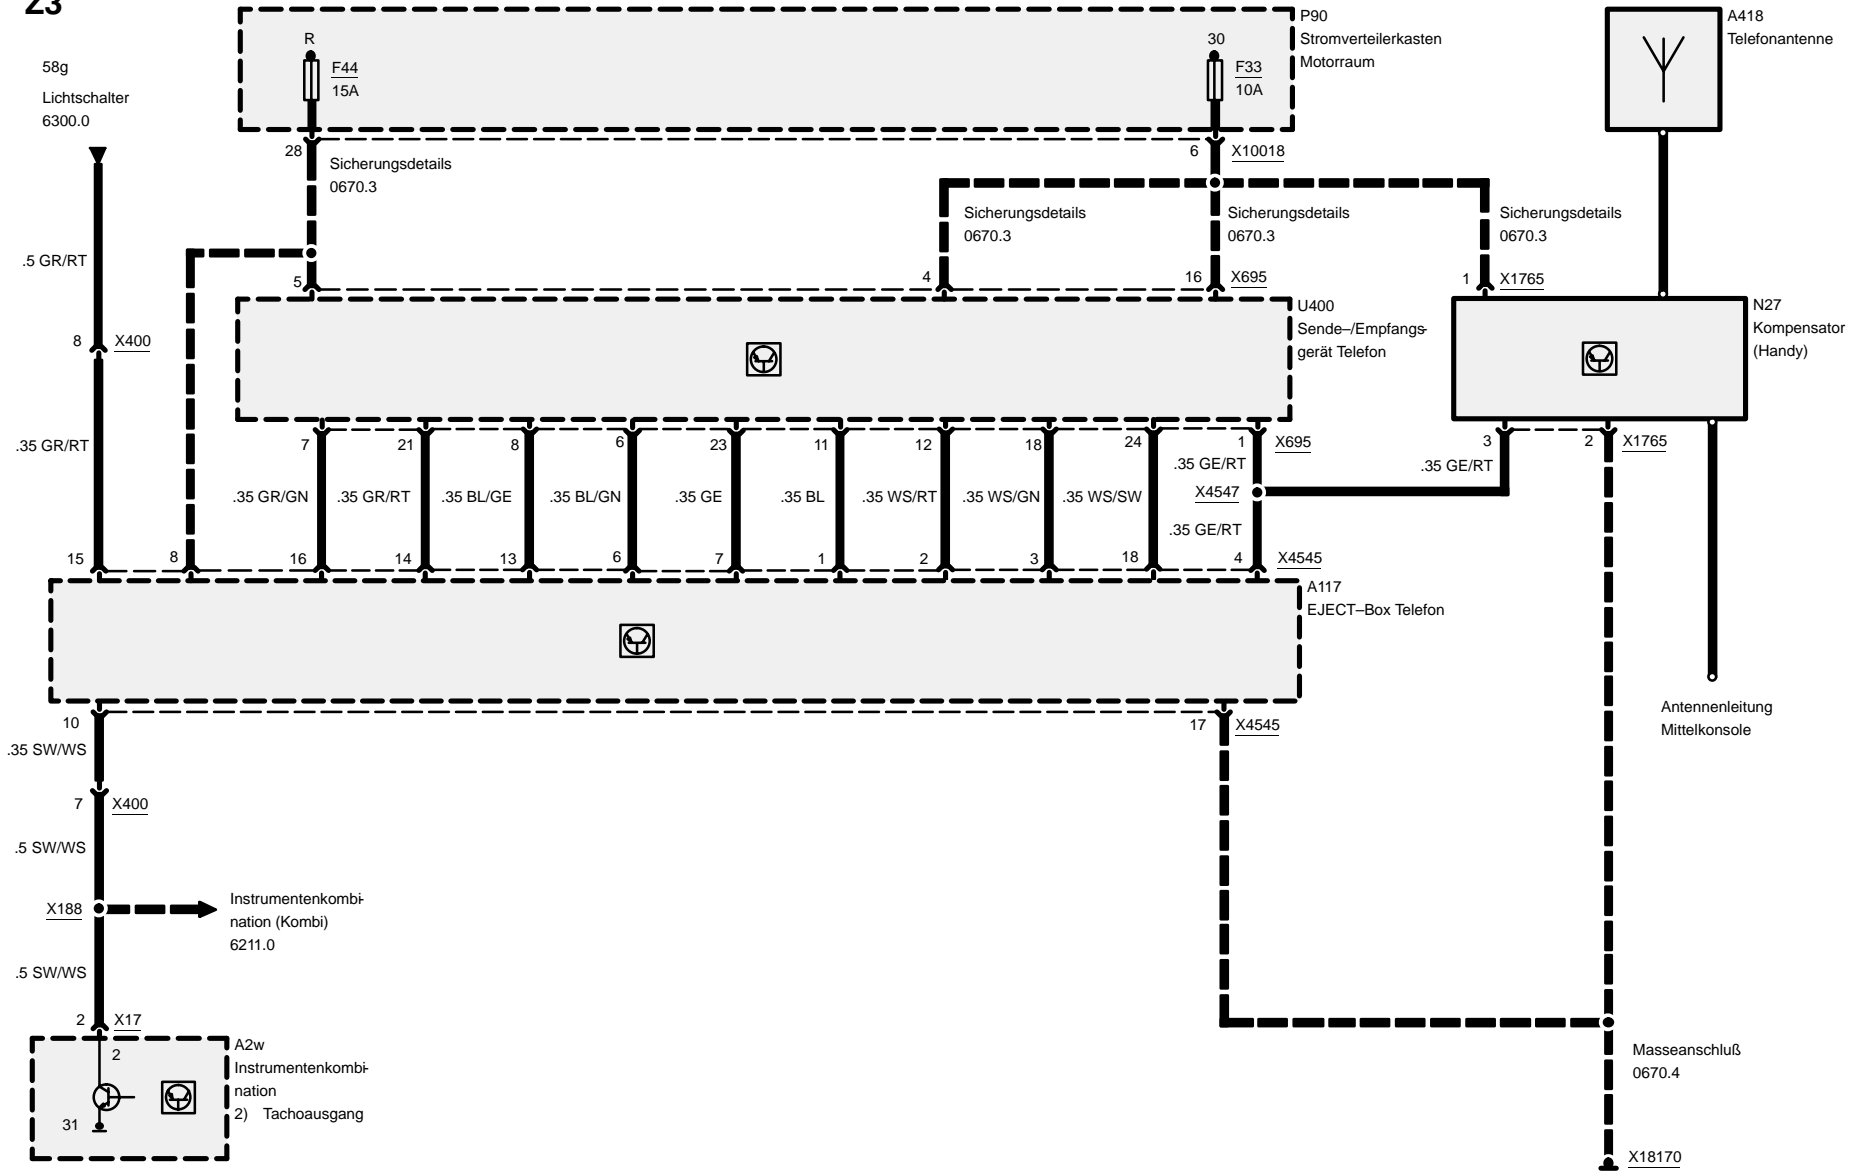 Z3
P90
Stromverteilerkasten
Motorraum
A418
Telefonantenne
58g
Lichtschalter
6300.0
R
F44
15A
30
F33
10A
28
Sicherungsdetails
0670.3
6
X10018
Sicherungsdetails
0670.3
Sicherungsdetails
0670.3
Sicherungsdetails
0670.3
.5 GR/RT
5
4
16
X695
1
X1765
U400
Sende–/Empfangs-
gerät Telefon
N27
Kompensator
(Handy)
8
X400
.35 GR/RT
7
21
8
6
23
11
12
18
24
1
X695
3
2
X1765
.35 GE/RT
.35 GE/RT
.35 GR/GN
.35 GR/RT
.35 BL/GE
.35 BL/GN
.35 GE
.35 BL
.35 WS/RT
.35 WS/GN
.35 WS/SW
X4547
.35 GE/RT
15
8
16
14
13
6
7
1
2
3
18
4
X4545
A117
EJECT–Box Telefon
10
.35 SW/WS
17
X4545
Antennenleitung
Mittelkonsole
7
X400
.5 SW/WS
X188
Instrumentenkombi-
nation (Kombi)
6211.0
.5 SW/WS
2
X17
2
31
A2w
Instrumentenkombi-
nation
2) Tachoausgang
Masseanschluß
0670.4
X18170